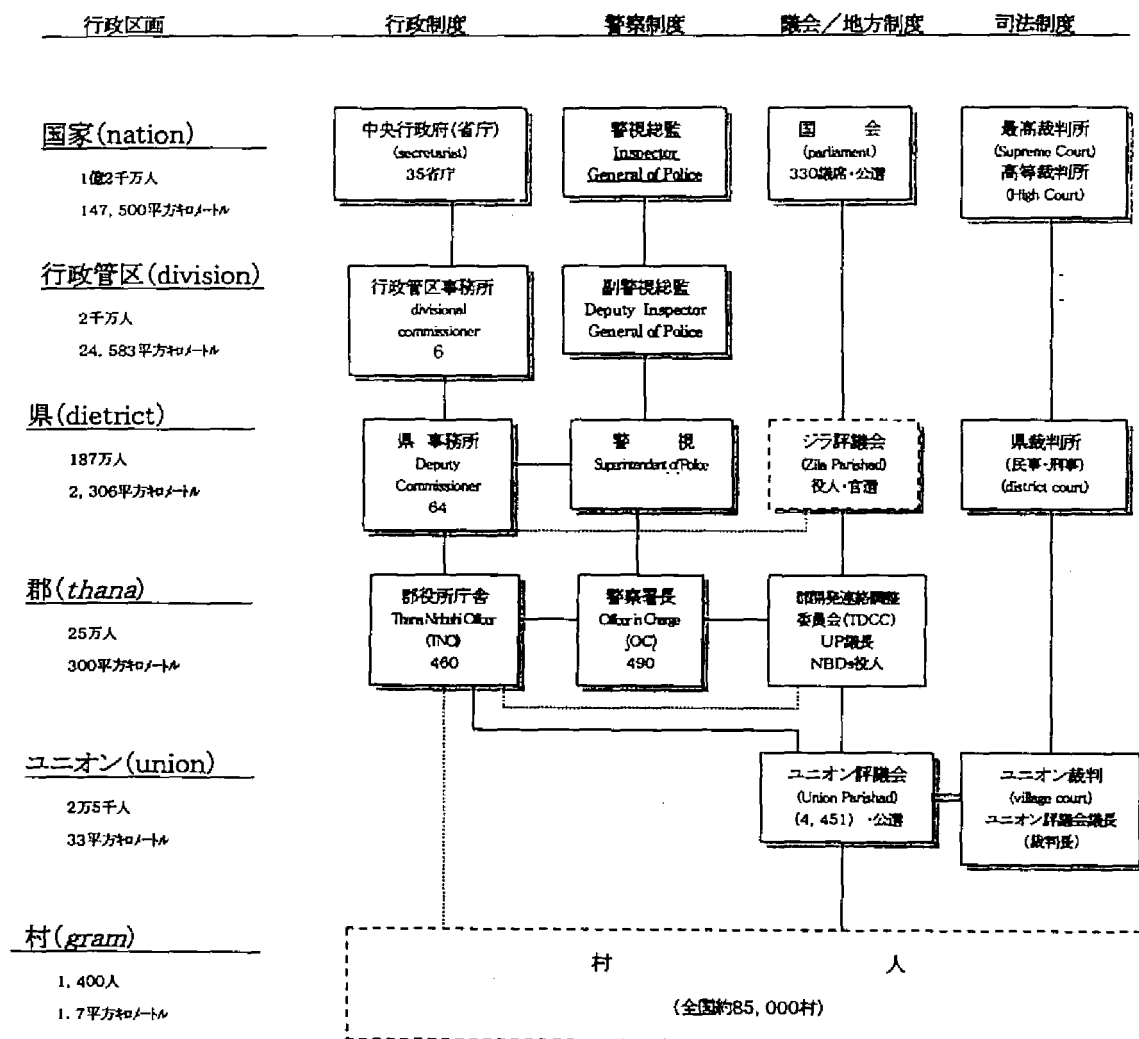 行政区画 行政制度 警察制度 議会／地方制度 司法制度
国家(nation)
1億2千万人
147,500平方キロメートル
中央行政府(省庁)
(secretarist)
35省庁
警視総監
Inspector
General of Police
国 会
(parliament)
330議席・公選
最高裁判所
(Supreme Court)
高等裁判所
(High Court)
行政管区(division)
2千万人
24,583平方キロメートル
行政管区事務所
divisional
commissioner
6
副警視総監
Deputy Inspector
General of Police
県(dietrict)
187万人
2,306平方キロメートル
県 事務所
Deputy
Commissioner
64
警 視
Superintendent of Police
ジラ評議会
(Zila Parishad)
役人・官選
県裁判所
(民事・刑事)
(district court)
郡(thana)
25万人
300平方キロメートル
郡役所庁舎
Thana Nirbahi Officer
(TNO)
460
警察署長
Officer in Charge
(OC)
490
郡開発連絡調整
委員会(TDCC)
UP議長
NBDs役人
ユニオン(union)
2万5千人
33平方キロメートル
ユニオン評議会
(Union Parishad)
(4,451)・公選
ユニオン裁判
(village court)
ユニオン評議会議長
(裁判長)
村(gram)
1,400人
1.7平方キロメートル
村 人
(全国約85,000村)